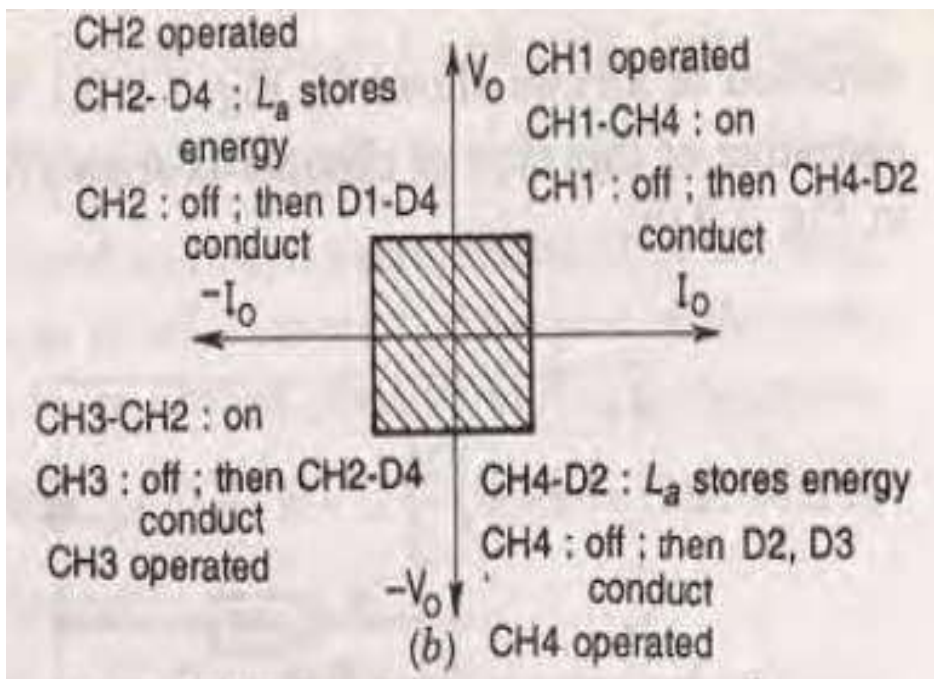 CH2 operated
CH2-D4 : La stores
energy
CH2 : off ; then D1-D4
conduct
Vo
CH1 operated
CH1-CH4 : on
CH1 : off ; then CH4-D2
conduct
-Io
Io
CH3-CH2 : on
CH3 : off ; then CH2-D4
conduct
CH3 operated
CH4-D2 : La stores energy
CH4 : off ; then D2, D3
conduct
-Vo
(b) CH4 operated